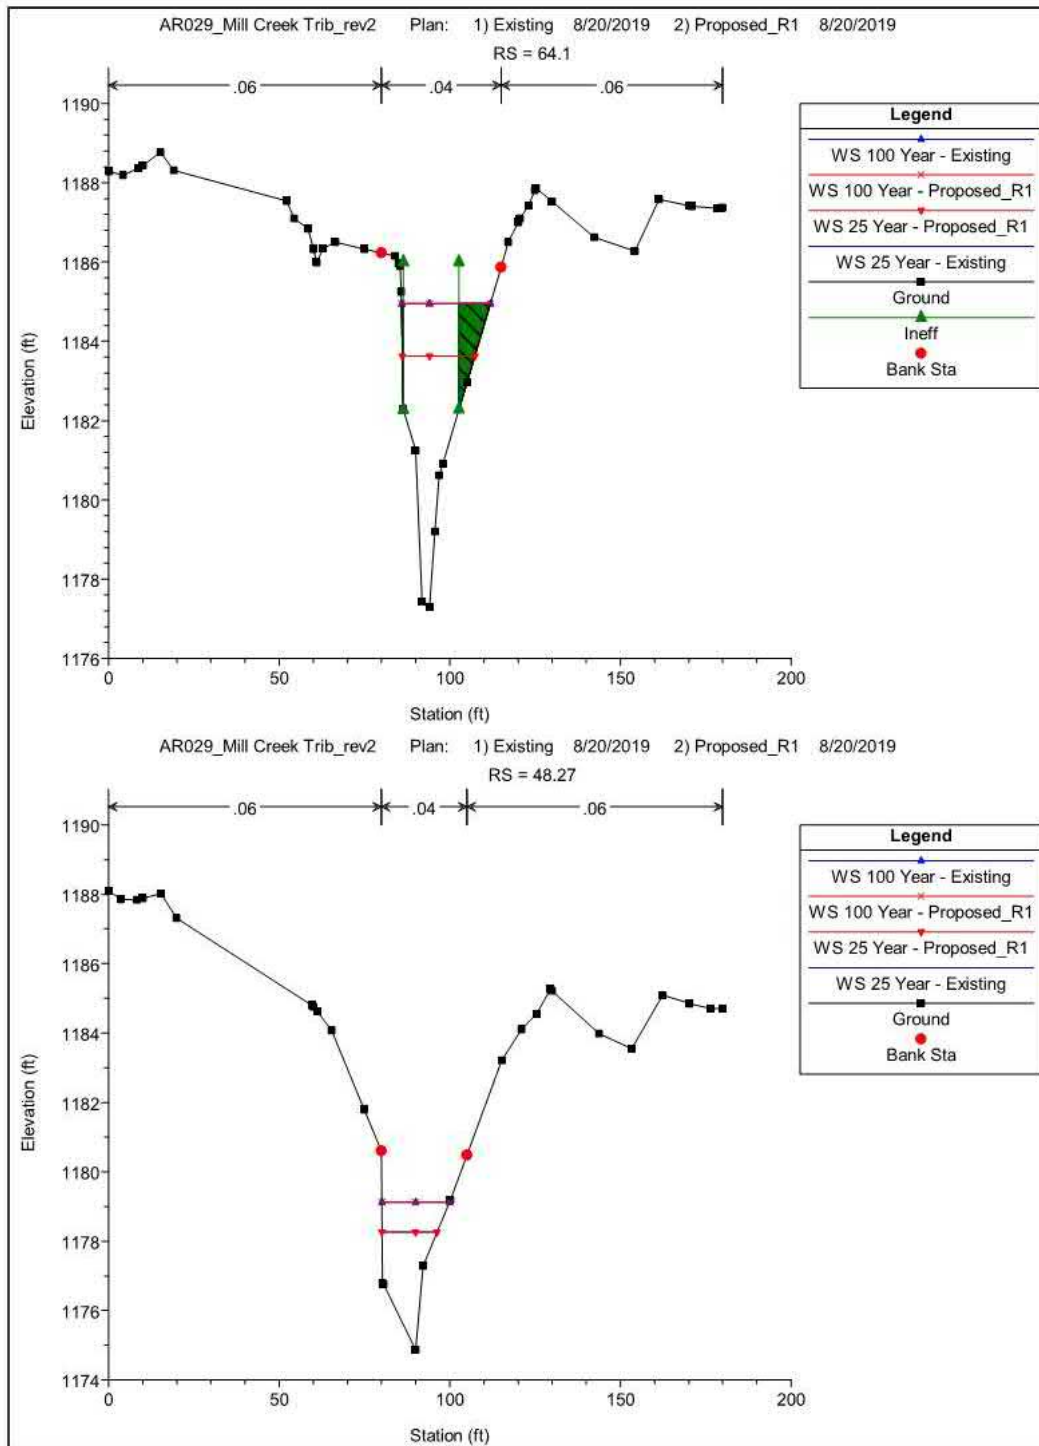 AR029_Mill Creek Trib_rev2 Plan: 1) Existing 8/20/2019 2) Proposed_R1 8/20/2019
RS = 64.1
.06 .04 .06
1190
1188
1186
1184
1182
1180
1178
1176
Elevation (ft)
0 50 100 150 200
Station (ft)
Legend
WS 100 Year - Existing
WS 100 Year - Proposed_R1
WS 25 Year - Proposed_R1
WS 25 Year - Existing
Ground
Ineff
Bank Sta
AR029_Mill Creek Trib_rev2 Plan: 1) Existing 8/20/2019 2) Proposed_R1 8/20/2019
RS = 48.27
.06 .04 .06
1190
1188
1186
1184
1182
1180
1178
1176
1174
Elevation (ft)
0 50 100 150 200
Station (ft)
Legend
WS 100 Year - Existing
WS 100 Year - Proposed_R1
WS 25 Year - Proposed_R1
WS 25 Year - Existing
Ground
Bank Sta